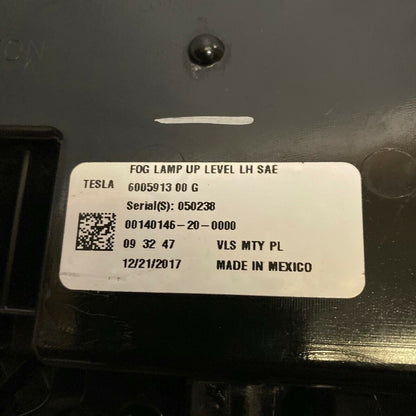 FOG LAMP UP LEVEL LH SAE
TESLA 6005913 00 G
Serial(S): 050238
00140146-20-0000
09 32 47 VLS MTY PL
12/21/2017 MADE IN MEXICO